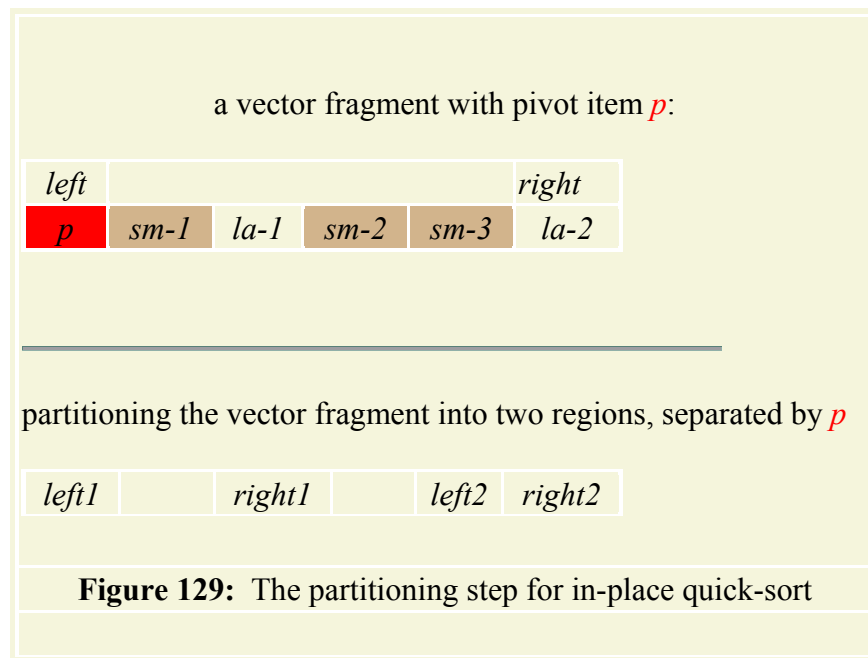 a vector fragment with pivot item p:
left right
p sm-1 la-1 sm-2 sm-3 la-2
partitioning the vector fragment into two regions, separated by p
left1 right1 left2 right2
Figure 129: The partitioning step for in-place quick-sort